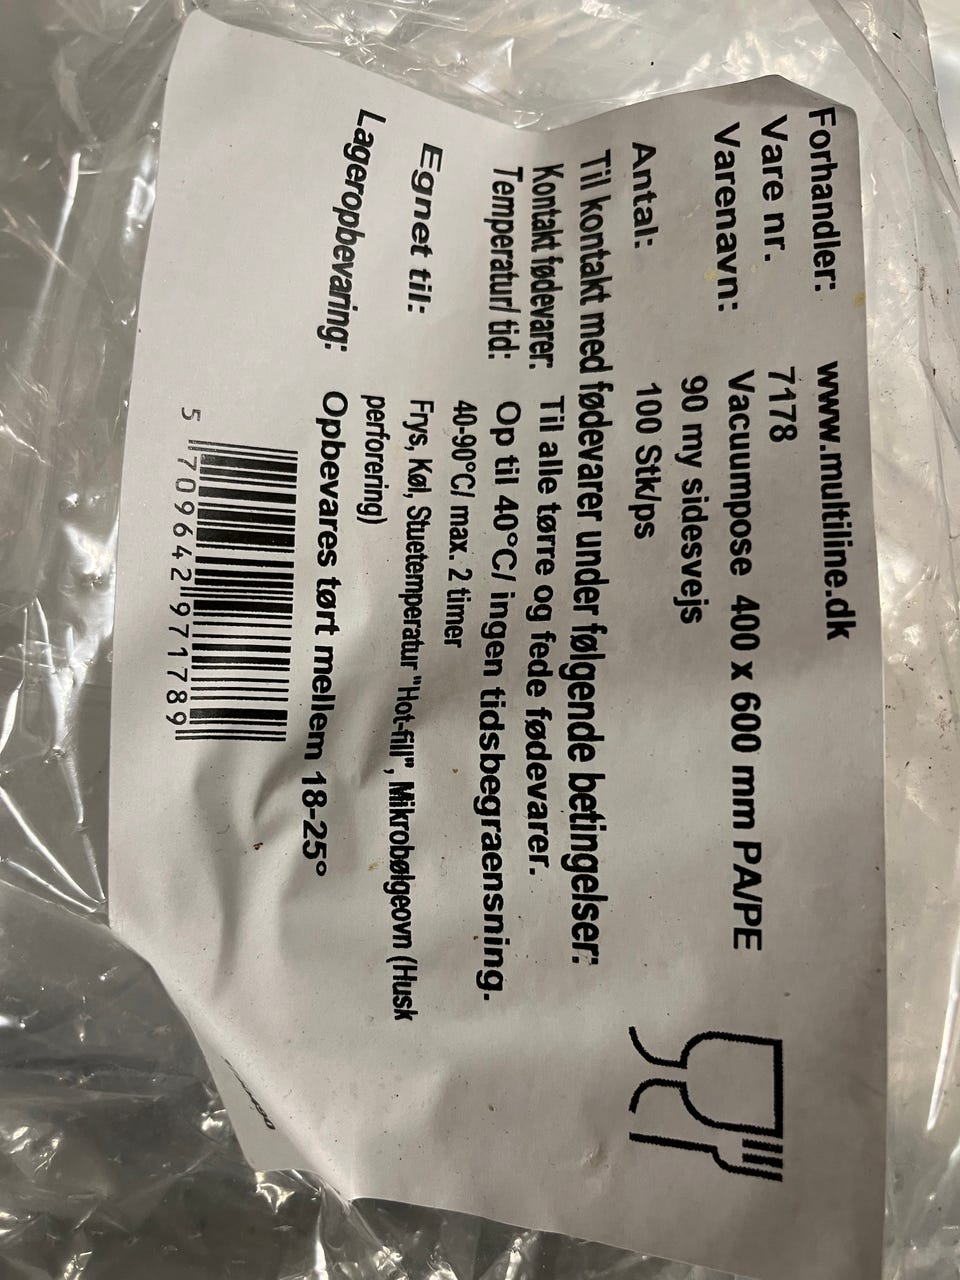 Forhandler: www.multiline.dk
Vare nr. 7178
Varenavn: Vacuumpose 400 x 600 mm PA/PE
90 my sidesvejs
Antal: 100 Stk/ps
Til kontakt med fødevarer under følgende betingelser:
Kontakt fødevarer: Til alle tørre og fede fødevarer.
Temperatur/ tid: Op til 40°C/ ingen tidsbegraensning.
40-90°C/ max. 2 timer
Egnet til: Frys, Køl, Stuetemperatur "Hot-fill", Mikrobølgeovn (Husk
perforering)
Lageropbevaring: Opbevares tørt mellem 18-25°
5 709642 971789